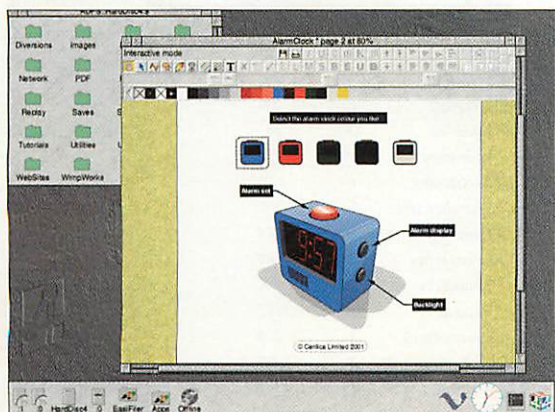 Diversions
Images
Network
PDF
Replay
Saves
Tutorials
Utilities
WebSites
WimpWorks
AlarmClock * page 2 at 80%
Interactive mode
Select the alarm clock colour you like
Alarm set
Alarm display
9:57
Backlight
© Cerilica Limited 2001
:0
HardDisc4
:0
EasiFiler
Apps
Offline